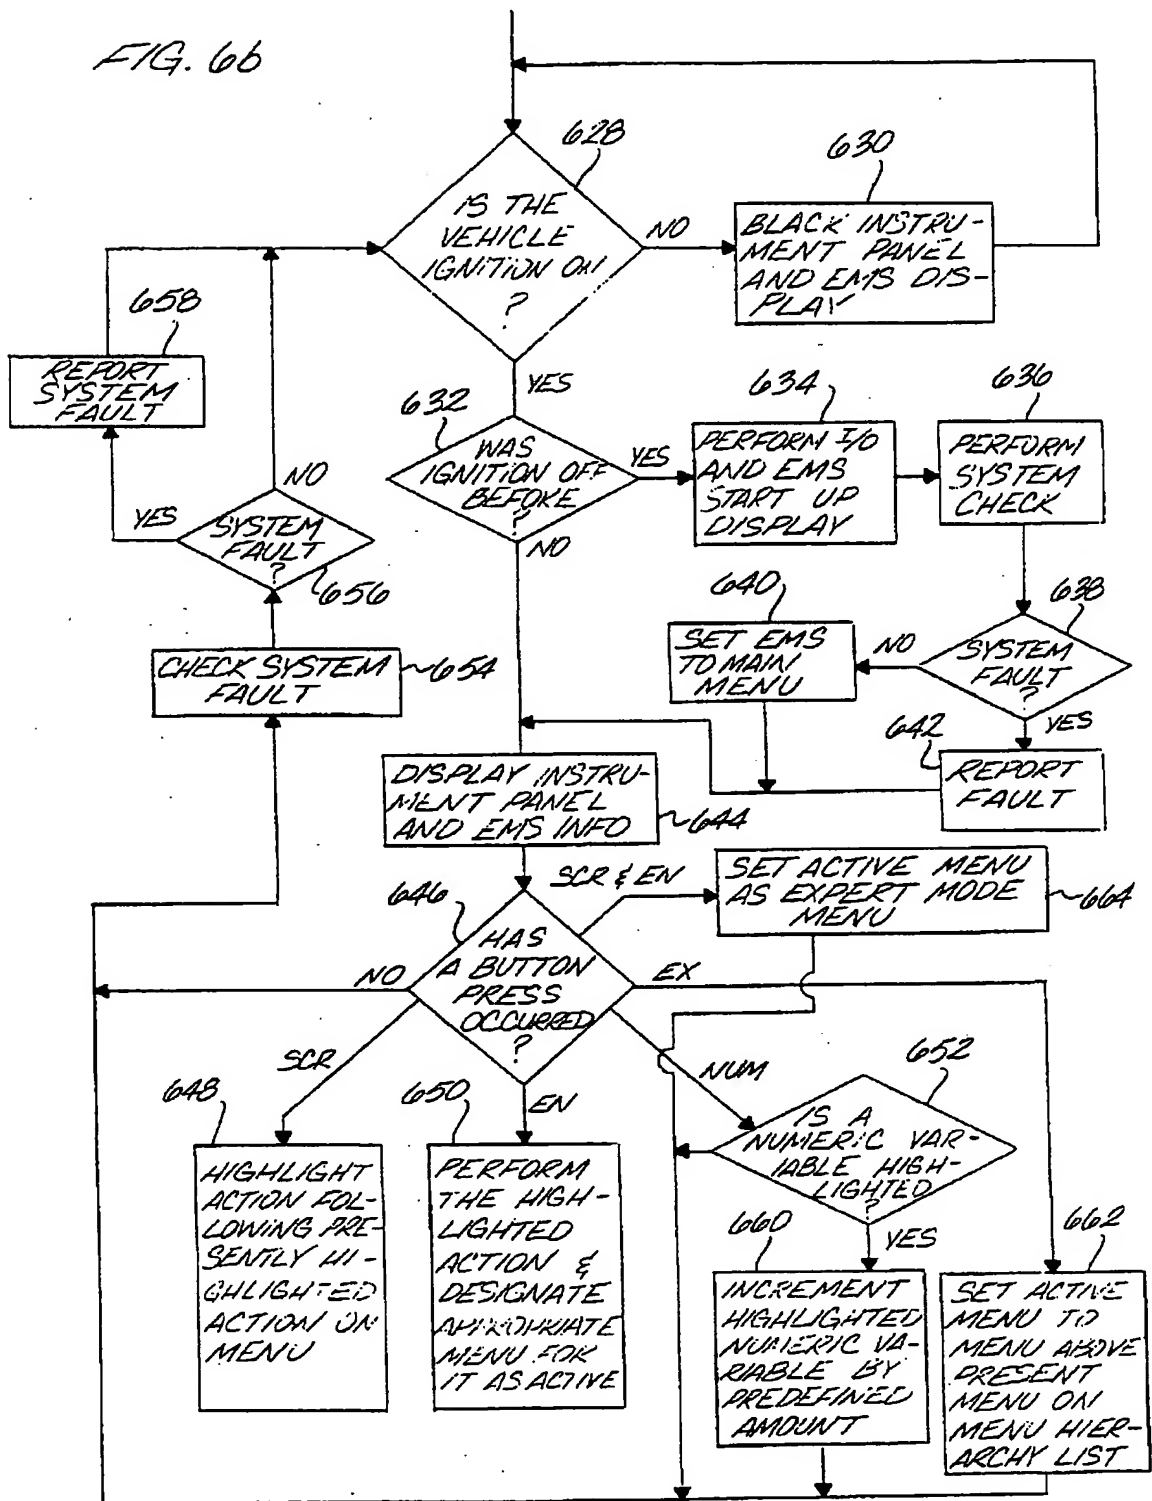 FIG. 6b
628
IS THE
VEHICLE
IGNITION ON
?
NO
630
BLACK INSTRU-
MENT PANEL
AND EMS DIS-
PLAY
658
REPORT
SYSTEM
FAULT
YES
632
WAS
IGNITION OFF
BEFORE
?
YES
634
PERFORM I/O
AND EMS
START UP
DISPLAY
636
PERFORM
SYSTEM
CHECK
NO
YES
SYSTEM
FAULT
?
656
NO
640
SET EMS
TO MAIN
MENU
NO
638
SYSTEM
FAULT
?
YES
CHECK SYSTEM
FAULT
654
642
REPORT
FAULT
DISPLAY INSTRU-
MENT PANEL
AND EMS INFO
644
SCR & EN
SET ACTIVE MENU
AS EXPERT MODE
MENU
664
646
HAS
A BUTTON
PRESS
OCCURRED
?
NO
EX
SCR
EN
NUM
652
IS A
NUMERIC VAR-
IABLE HIGH-
LIGHTED
?
YES
648
HIGHLIGHT
ACTION FOL-
LOWING PRE-
SENTLY HI-
GHLIGHTED
ACTION ON
MENU
650
PERFORM
THE HIGH-
LIGHTED
ACTION &
DESIGNATE
APPROPRIATE
MENU FOR
IT AS ACTIVE
660
INCREMENT
HIGHLIGHTED
NUMERIC VA-
RIABLE BY
PREDEFINED
AMOUNT
662
SET ACTIVE
MENU TO
MENU ABOVE
PRESENT
MENU ON
MENU HIER-
ARCHY LIST